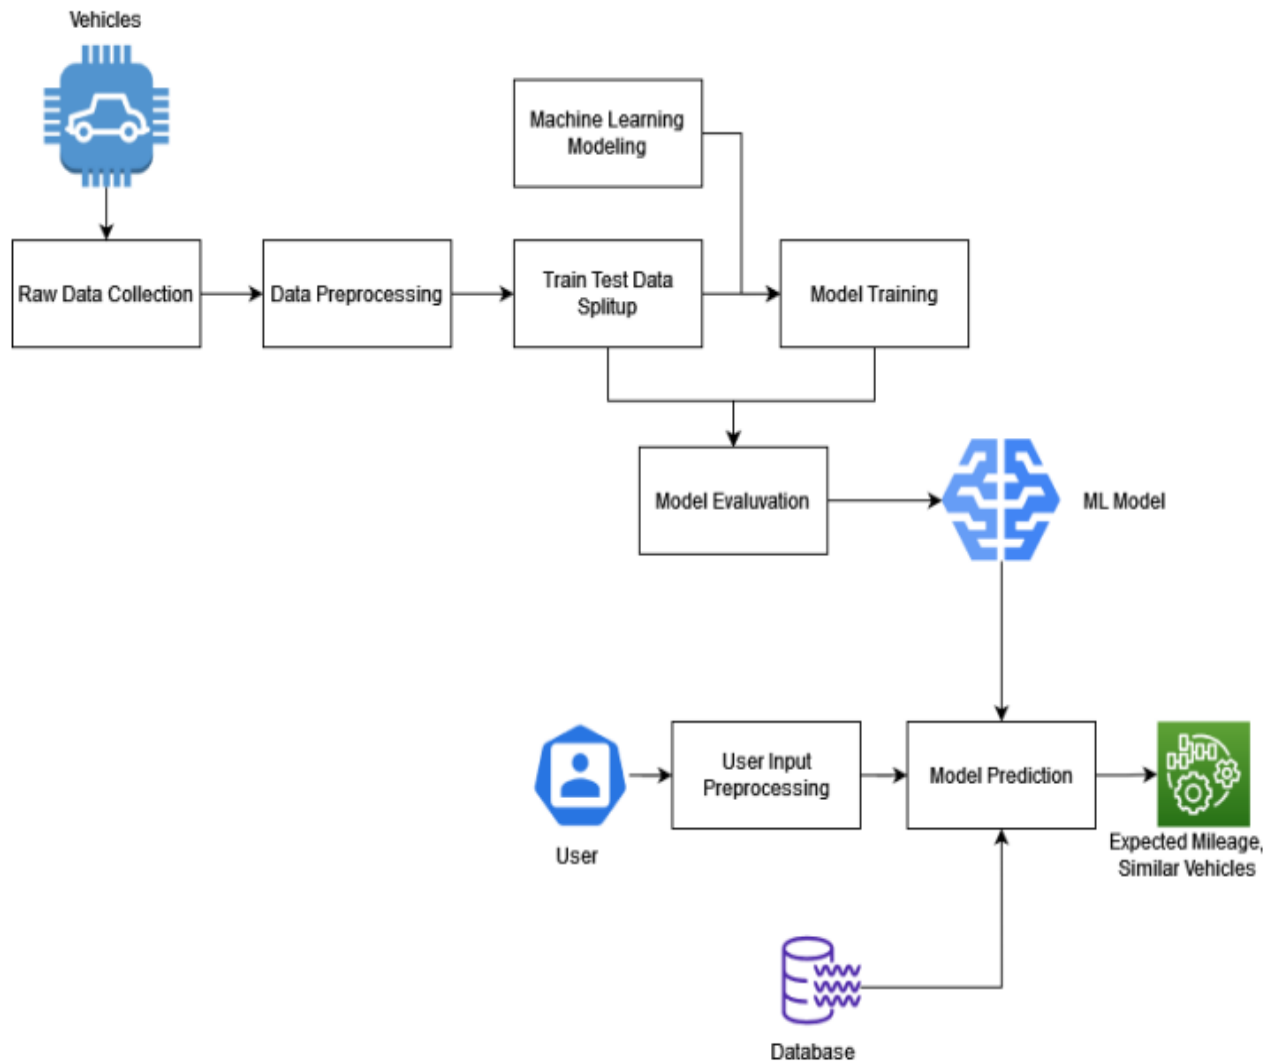 Vehicles
Machine Learning
Modeling
Raw Data Collection
Data Preprocessing
Train Test Data
Splitup
Model Training
Model Evaluvation
ML Model
User Input
Preprocessing
Model Prediction
User
Expected Mileage,
Similar Vehicles
Database